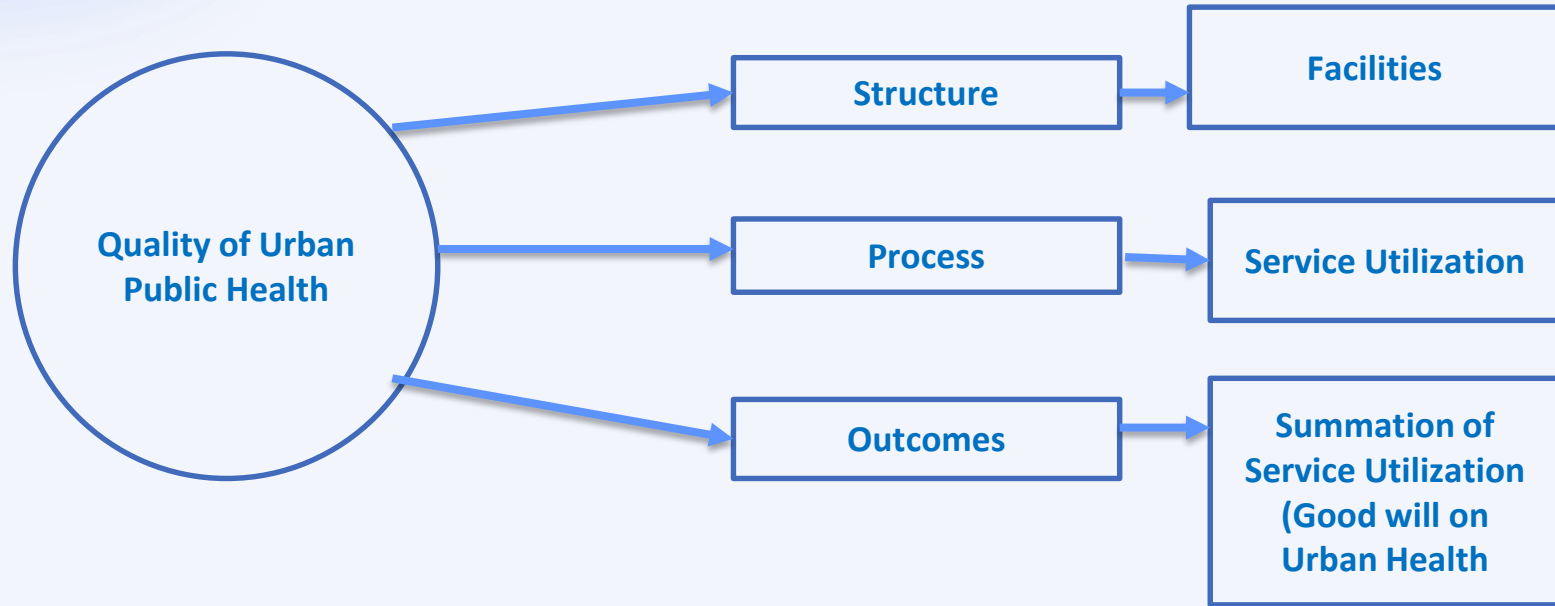 Quality of Urban
Public Health
Structure
Facilities
Process
Service Utilization
Outcomes
Summation of
Service Utilization
(Good will on
Urban Health